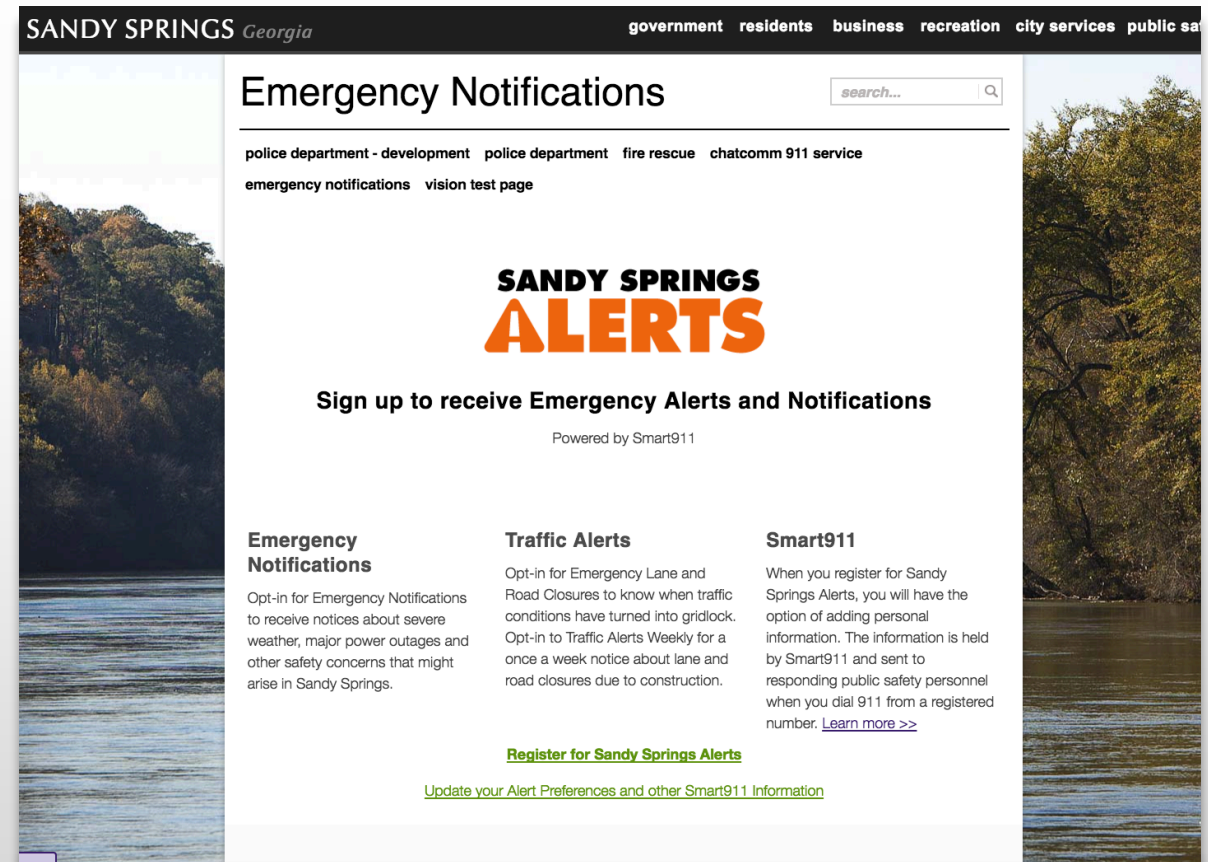 SANDY SPRINGS Georgia
government residents business recreation city services public
Emergency Notifications
search...
police department - development police department fire rescue chatcomm 911 service
emergency notifications vision test page
SANDY SPRINGS
ALERTS
Sign up to receive Emergency Alerts and Notifications
Powered by Smart911
Emergency
Notifications
Opt-in for Emergency Notifications
to receive notices about severe
weather, major power outages and
other safety concerns that might
arise in Sandy Springs.
Traffic Alerts
Opt-in for Emergency Lane and
Road Closures to know when traffic
conditions have turned into gridlock.
Opt-in to Traffic Alerts Weekly for a
once a week notice about lane and
road closures due to construction.
Smart911
When you register for Sandy
Springs Alerts, you will have the
option of adding personal
information. The information is held
by Smart911 and sent to
responding public safety personnel
when you dial 911 from a registered
number. Learn more >>
Register for Sandy Springs Alerts
Update your Alert Preferences and other Smart911 Information